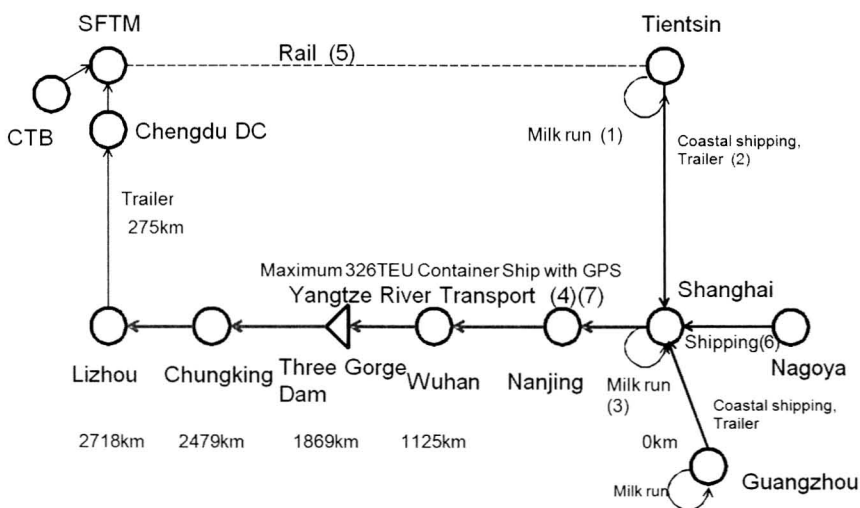 SFTM
Tientsin
Rail (5)
CTB
Chengdu DC
Milk run (1)
Coastal shipping,
Trailer (2)
Trailer
275km
Maximum 326TEU Container Ship with GPS
Yangtze River Transport (4)(7)
Shanghai
Shipping(6)
Nagoya
Lizhou
Chungking
Three Gorge
Dam
Wuhan
Nanjing
Milk run
(3)
Coastal shipping,
Trailer
2718km
2479km
1869km
1125km
0km
Guangzhou
Milk run